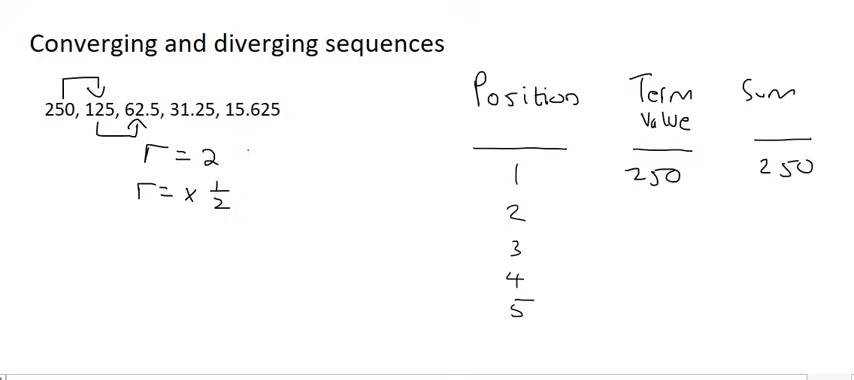 Converging and diverging sequences
250, 125, 62.5, 31.25, 15.625
r = 2
r = x 1/2
Position Term Value Sum
1 250 250
2
3
4
5